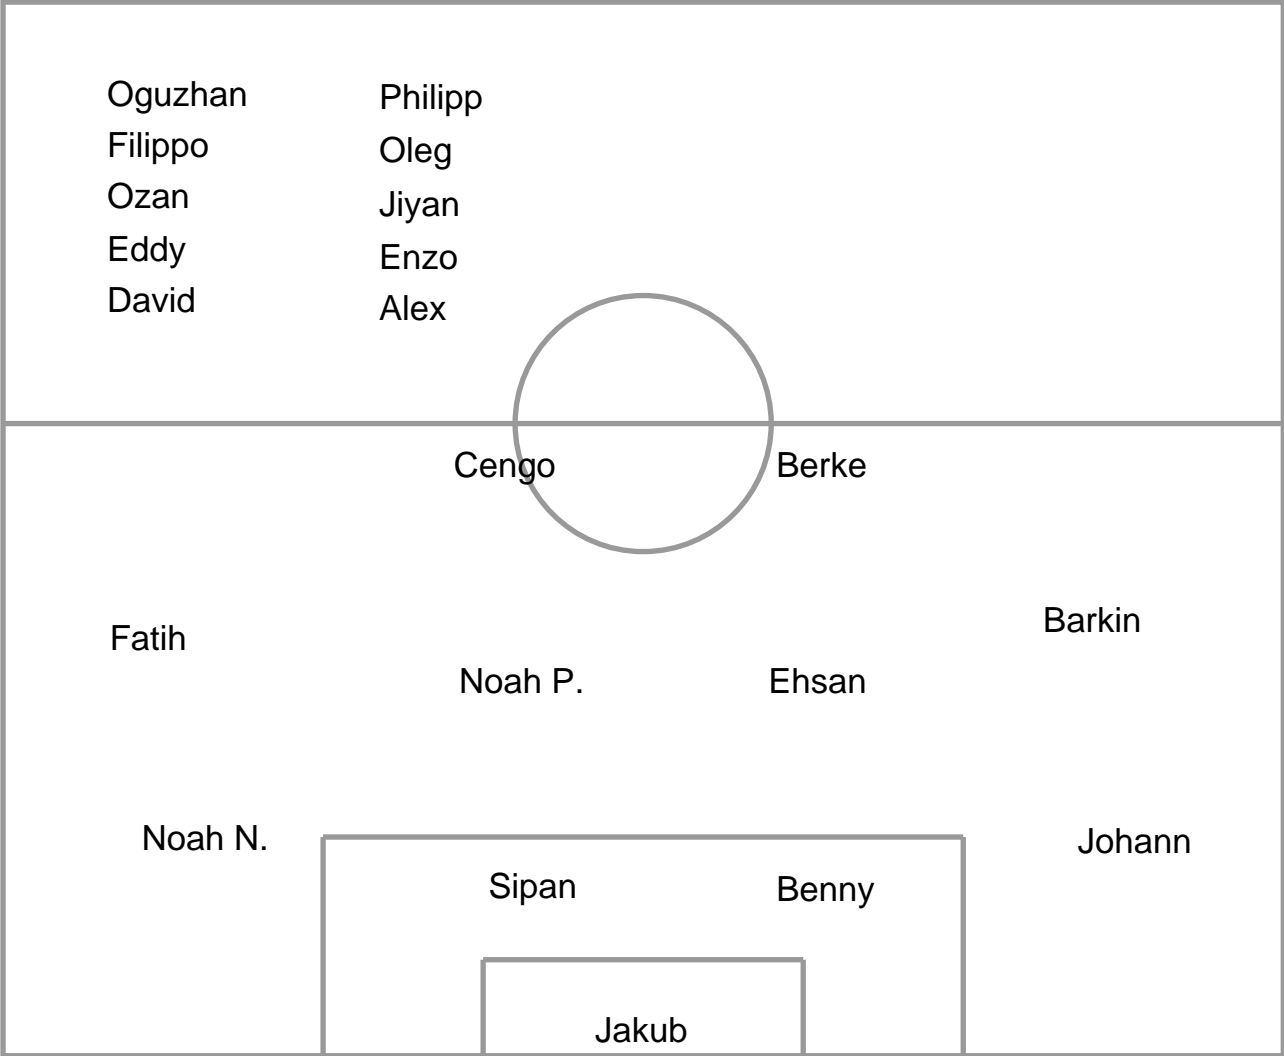 Oguzhan
Filippo
Ozan
Eddy
David
Philipp
Oleg
Jiyan
Enzo
Alex
Cengo
Berke
Fatih
Noah P.
Ehsan
Barkin
Noah N.
Sipan
Benny
Johann
Jakub